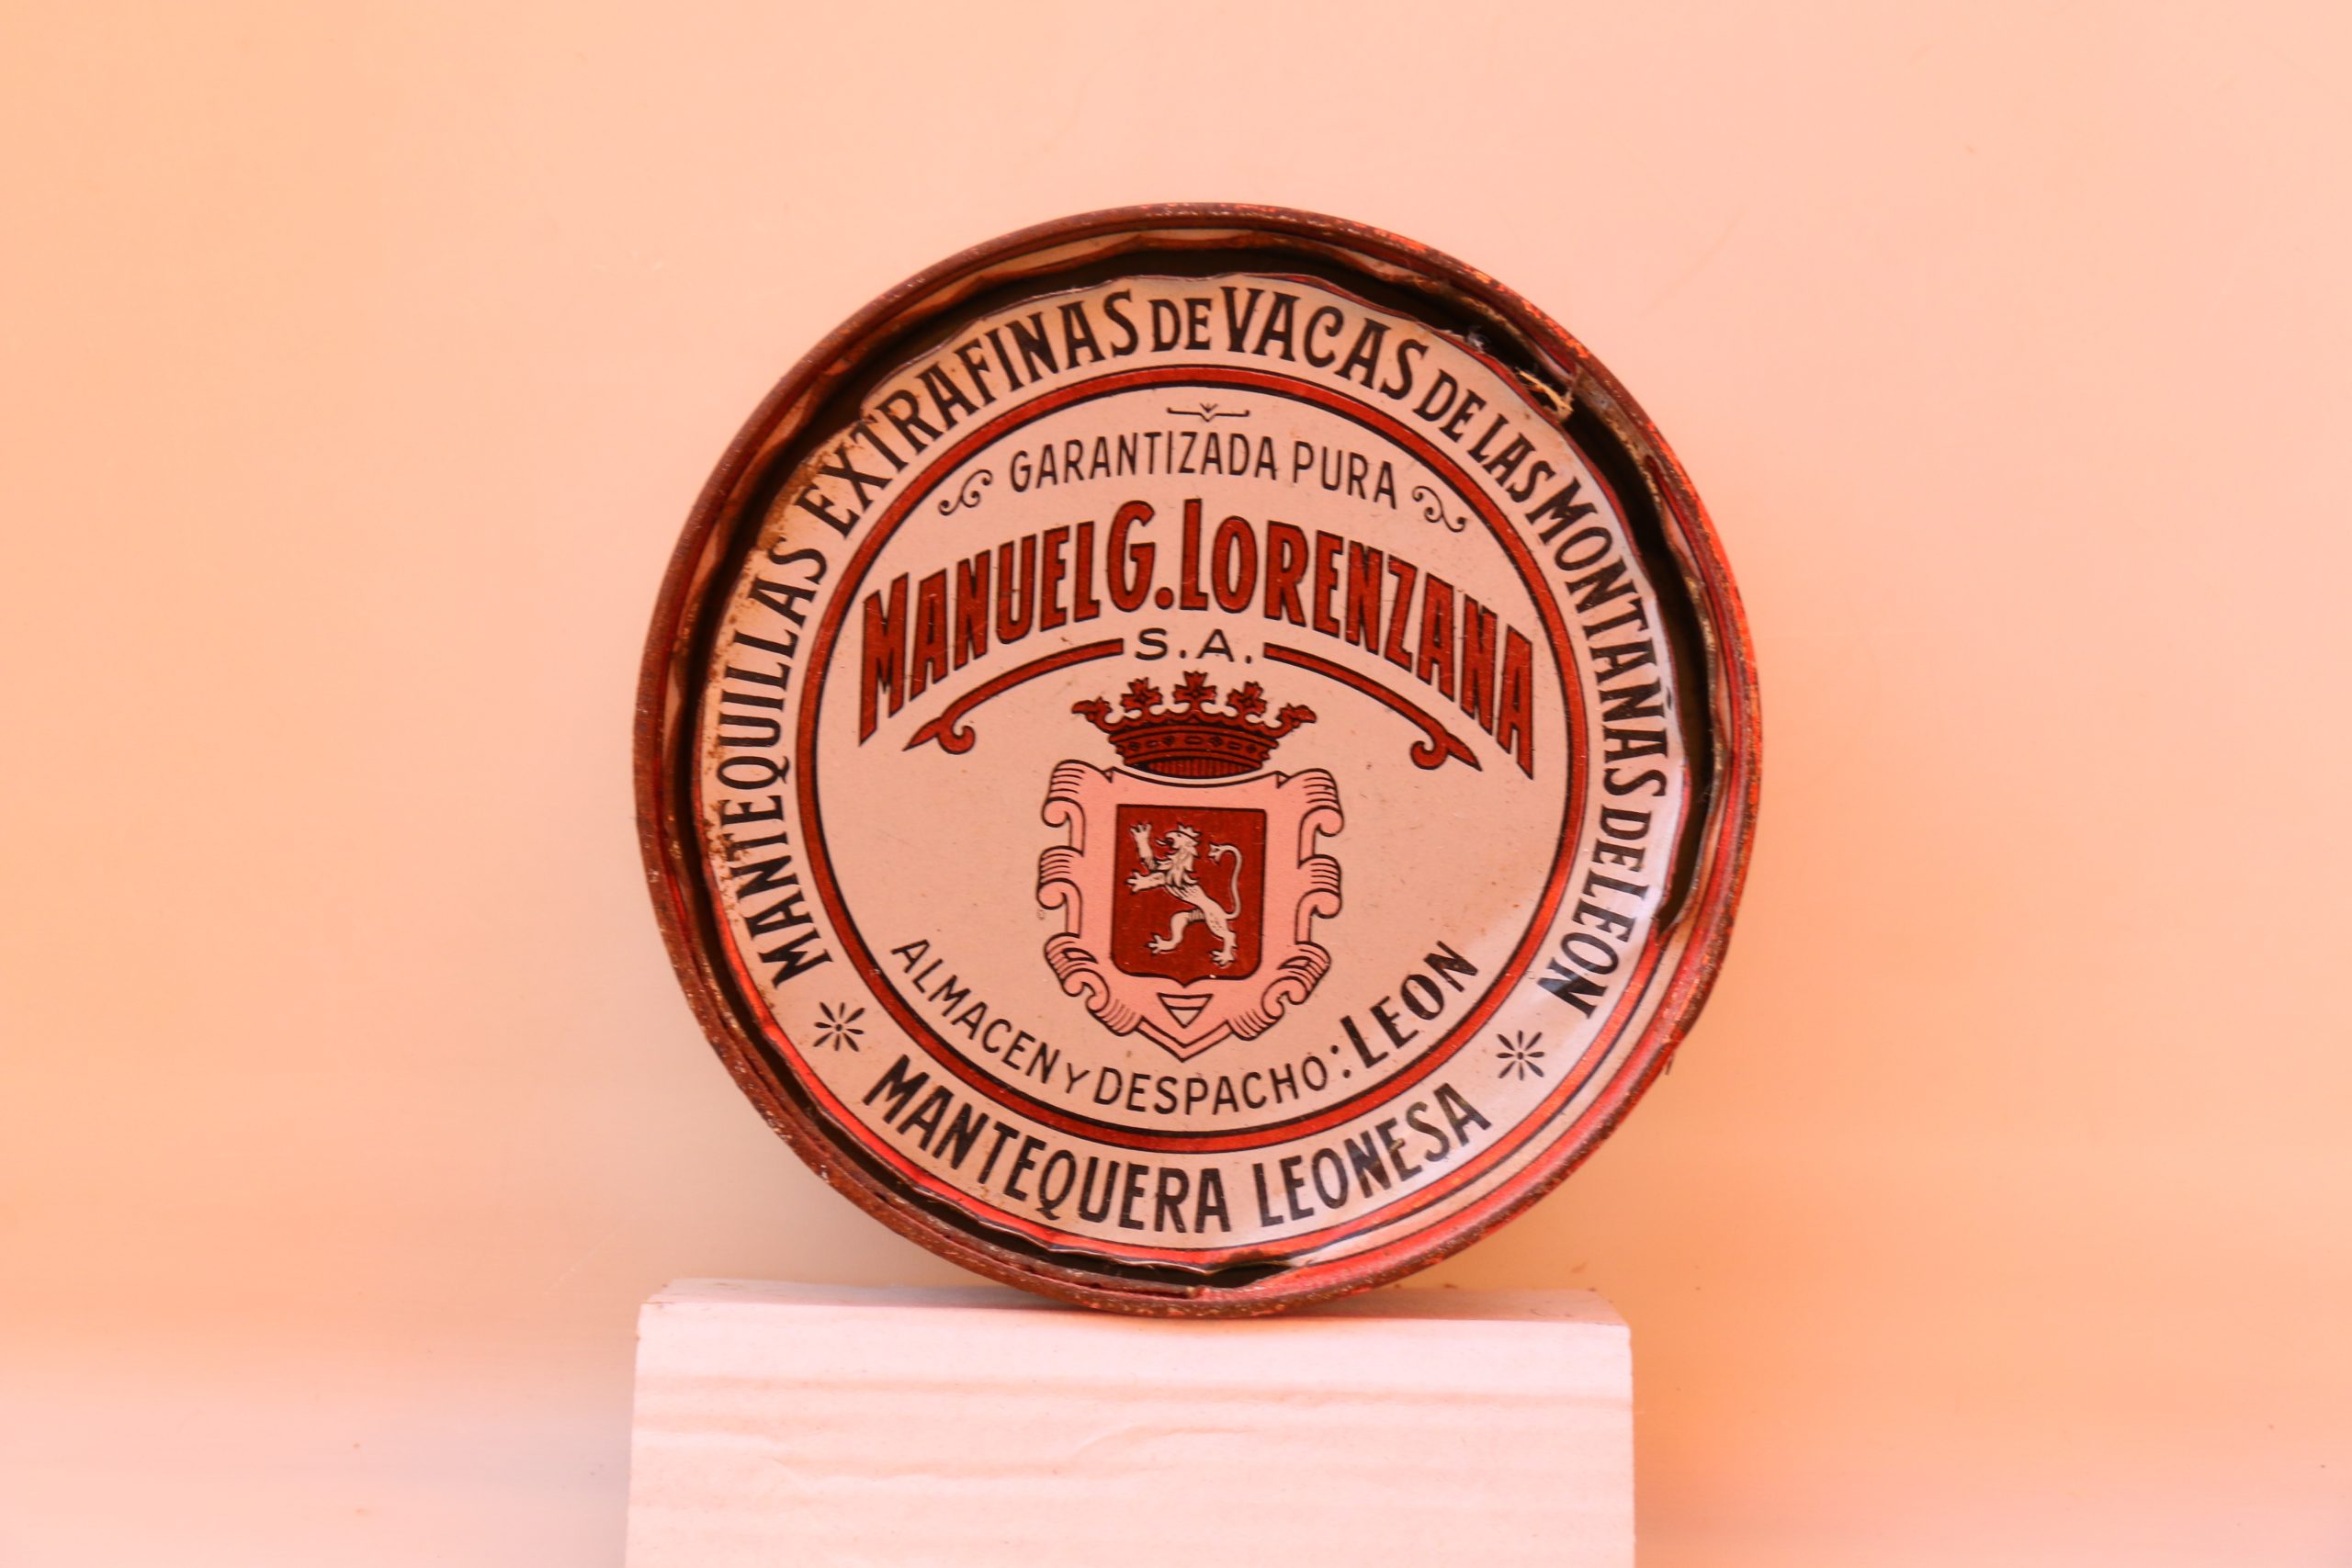 MANTEQUILLAS EXTRAFINAS DE VACAS DE LAS MONTAÑAS DE LEON
GARANTIZADA PURA
MANUEL G. LORENZANA
S.A.
ALMACEN Y DESPACHO: LEON
MANTEQUERA LEONESA